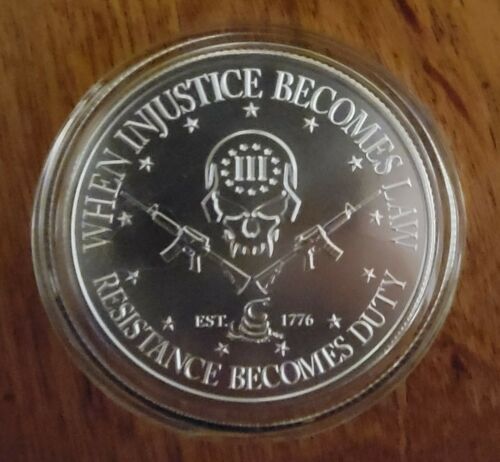 WHEN INJUSTICE BECOMES LAW
III
EST. 1776
RESISTANCE BECOMES DUTY